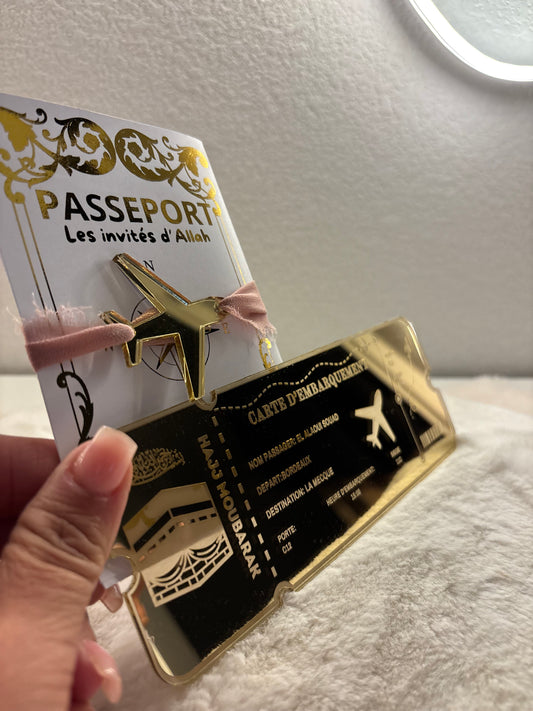 PASSEPORT
Les invités d'Allah
N
CARTE D'EMBARQUEMENT
NOM PASSAGER: EL ALAOUI SOUAD
DEPART:BORDEAUX
DESTINATION: LA MECQUE
HEURE D'EMBARQUEMENT:
PORTE:
C12
HAJJ MOUBARAK